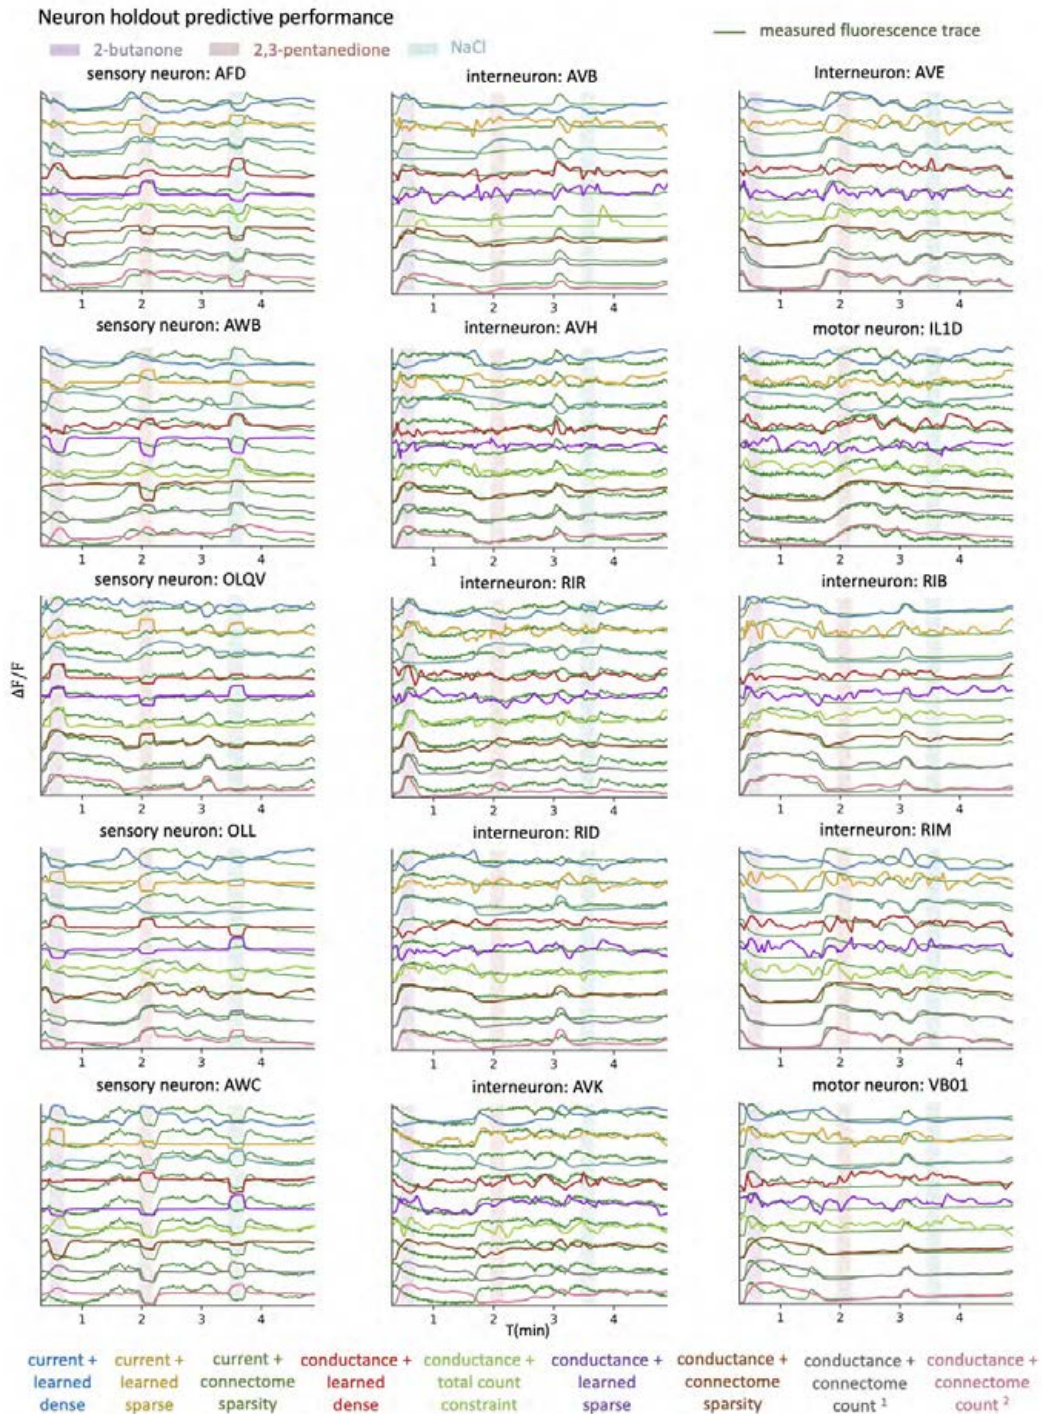 Neuron holdout predictive performance
measured fluorescence trace
2-butanone 2,3-pentanedione NaCl
sensory neuron: AFD
interneuron: AVB
Interneuron: AVE
1 2 3 4
1 2 3 4
1 2 3 4
sensory neuron: AWB
interneuron: AVH
motor neuron: IL1D
1 2 3 4
1 2 3 4
1 2 3 4
sensory neuron: OLQV
interneuron: RIR
interneuron: RIB
ΔF/F
1 2 3 4
1 2 3 4
1 2 3 4
sensory neuron: OLL
interneuron: RID
interneuron: RIM
1 2 3 4
1 2 3 4
1 2 3 4
sensory neuron: AWC
interneuron: AVK
motor neuron: VB01
1 2 3 4
1 2 3 4
1 2 3 4
T(min)
current + current + current + conductance + conductance + conductance + conductance + conductance + conductance +
learned learned connectome learned total count learned connectome connectome connectome
dense sparse sparsity dense constraint sparse sparsity count 1 count 2